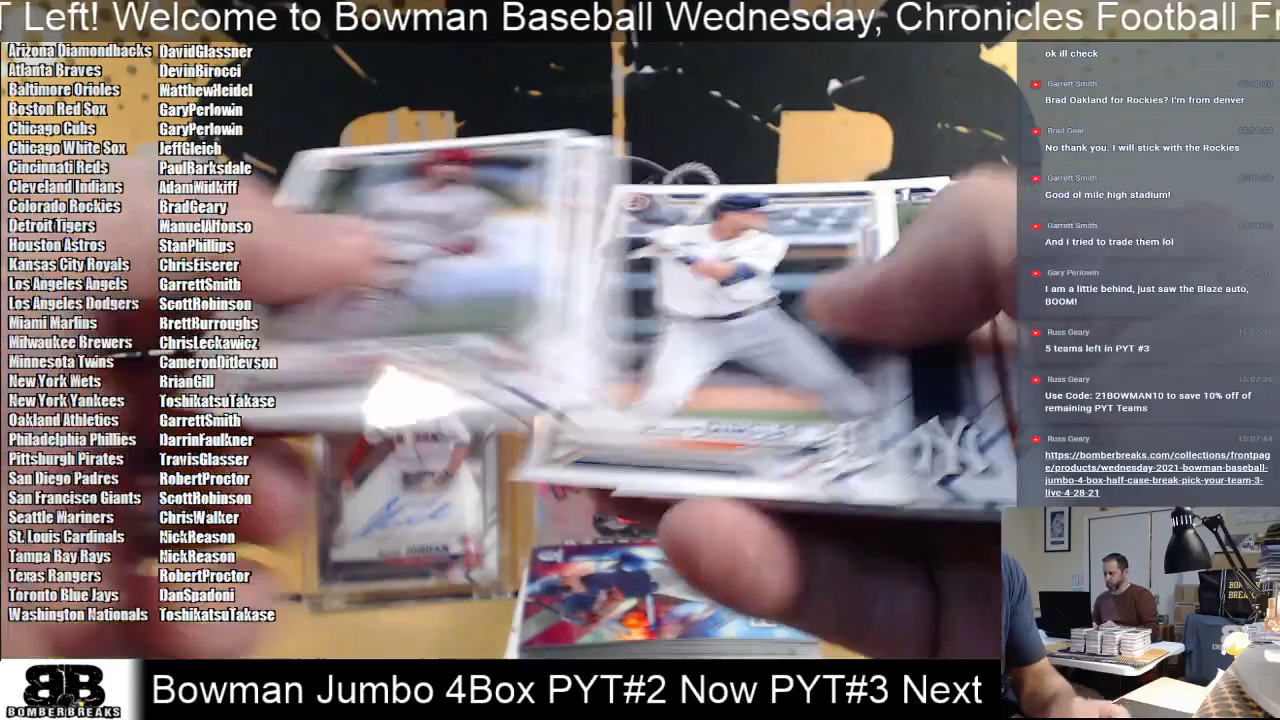 T Left! Welcome to Bowman Baseball Wednesday, Chronicles Football F
Arizona Diamondbacks DavidGlassner
Atlanta Braves DevinBirocci
Baltimore Orioles MatthewHeidel
Boston Red Sox GaryPerlowin
Chicago Cubs GaryPerlowin
Chicago White Sox JeffGleich
Cincinnati Reds PaulBarksdale
Cleveland Indians AdamMidkiff
Colorado Rockies BradGeary
Detroit Tigers ManuelAlfonso
Houston Astros StanPhillips
Kansas City Royals ChrisEiserer
Los Angeles Angels GarrettSmith
Los Angeles Dodgers ScottRobinson
Miami Marlins BrettBurroughs
Milwaukee Brewers ChrisLeckawicz
Minnesota Twins CameronDitlevson
New York Mets BrianGill
New York Yankees ToshikatsuTakase
Oakland Athletics GarrettSmith
Philadelphia Phillies DarrinFaulkner
Pittsburgh Pirates TravisGlasser
San Diego Padres RobertProctor
San Francisco Giants ScottRobinson
Seattle Mariners ChrisWalker
St. Louis Cardinals NickReason
Tampa Bay Rays NickReason
Texas Rangers RobertProctor
Toronto Blue Jays DanSpadoni
Washington Nationals ToshikatsuTakase
ok ill check
Garrett Smith
Brad Oakland for Rockies? I'm from denver
Brad Gear
No thank you. I will stick with the Rockies
Garrett Smith
Good ol mile high stadium!
Garrett Smith
And I tried to trade them lol
Gary Perlowin
I am a little behind, just saw the Blaze auto,
BOOM!
Russ Geary
5 teams left in PYT #3
Russ Geary 15:07:36
Use Code: 21BOWMAN10 to save 10% off of
remaining PYT Teams
Russ Geary 15:07:44
https://bomberbreaks.com/collections/frontpag
e/products/wednesday-2021-bowman-baseball-
jumbo-4-box-half-case-break-pick-your-team-3-
live-4-28-21
JORDAN
BB
BOMBERBREAKS
Bowman Jumbo 4Box PYT#2 Now PYT#3 Next